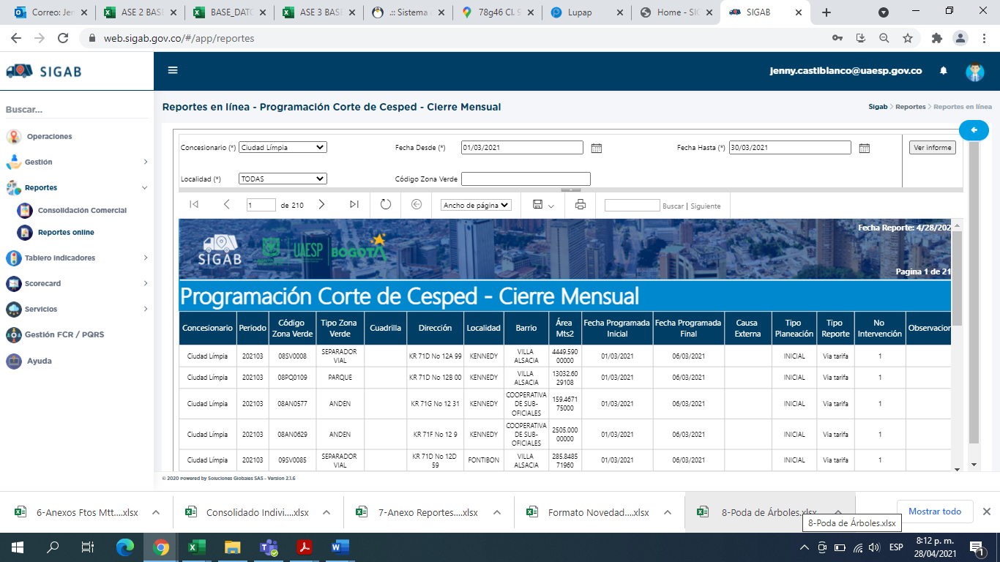 Correo: Jen
ASE 2 BASE
BASE_DATO
ASE 3 BASE
.:: Sistema
78g46 Cl. 9
Lupap
Home - SIG
SIGAB
web.sigab.gov.co/#/app/reportes
SIGAB
jenny.castiblanco@uaesp.gov.co
Buscar...
Operaciones
Gestión
Reportes
Consolidación Comercial
Reportes online
Tablero indicadores
Scorecard
Servicios
Gestión FCR / PQRS
Ayuda
Reportes en línea - Programación Corte de Cesped - Cierre Mensual
Sigab > Reportes > Reportes en línea
Concesionario (*) Ciudad Límpia
Fecha Desde (*) 01/03/2021
Fecha Hasta (*) 30/03/2021
Ver informe
Localidad (*) TODAS
Código Zona Verde
1 de 210
Ancho de página
Buscar | Siguiente
SIGAB
UAESP
BOGOTÁ
Fecha Reporte: 4/28/202
Pagina 1 de 21
Programación Corte de Cesped - Cierre Mensual
Concesionario Periodo Código Zona Verde Tipo Zona Verde Cuadrilla Dirección Localidad Barrio Área Mts2 Fecha Programada Inicial Fecha Programada Final Causa Externa Tipo Planeación Tipo Reporte No Intervención Observacion
Ciudad Límpia 202103 08SV0008 SEPARADOR VIAL KR 71D No 12A 99 KENNEDY VILLA ALSACIA 4449.590 00000 01/03/2021 06/03/2021 INICIAL Via tarifa 1
Ciudad Límpia 202103 08PQ0109 PARQUE KR 71D No 12B 00 KENNEDY VILLA ALSACIA 13032.60 29108 01/03/2021 06/03/2021 INICIAL Via tarifa 1
Ciudad Límpia 202103 08AN0577 ANDEN KR 71G No 12 31 KENNEDY COOPERATIVA DE SUB-OFICIALES 159.4671 75000 01/03/2021 06/03/2021 INICIAL Via tarifa 1
Ciudad Límpia 202103 08AN0629 ANDEN KR 71F No 12 9 KENNEDY COOPERATIVA DE SUB-OFICIALES 2505.000 00000 01/03/2021 06/03/2021 INICIAL Via tarifa 1
Ciudad Límpia 202103 09SV0085 SEPARADOR VIAL KR 71D No 12D 59 FONTIBON VILLA ALSACIA 285.8485 71960 01/03/2021 06/03/2021 INICIAL Via tarifa 1
© 2020 Powered by Soluciones Globales SAS - Version 2.1.6
6-Anexos Ftos Mtt....xlsx
Consolidado Indivi....xlsx
7-Anexo Reportes....xlsx
Formato Novedad....xlsx
8-Poda de Árboles.xlsx
Mostrar todo
8-Poda de Árboles.xlsx
ESP
8:12 p. m.
28/04/2021
1